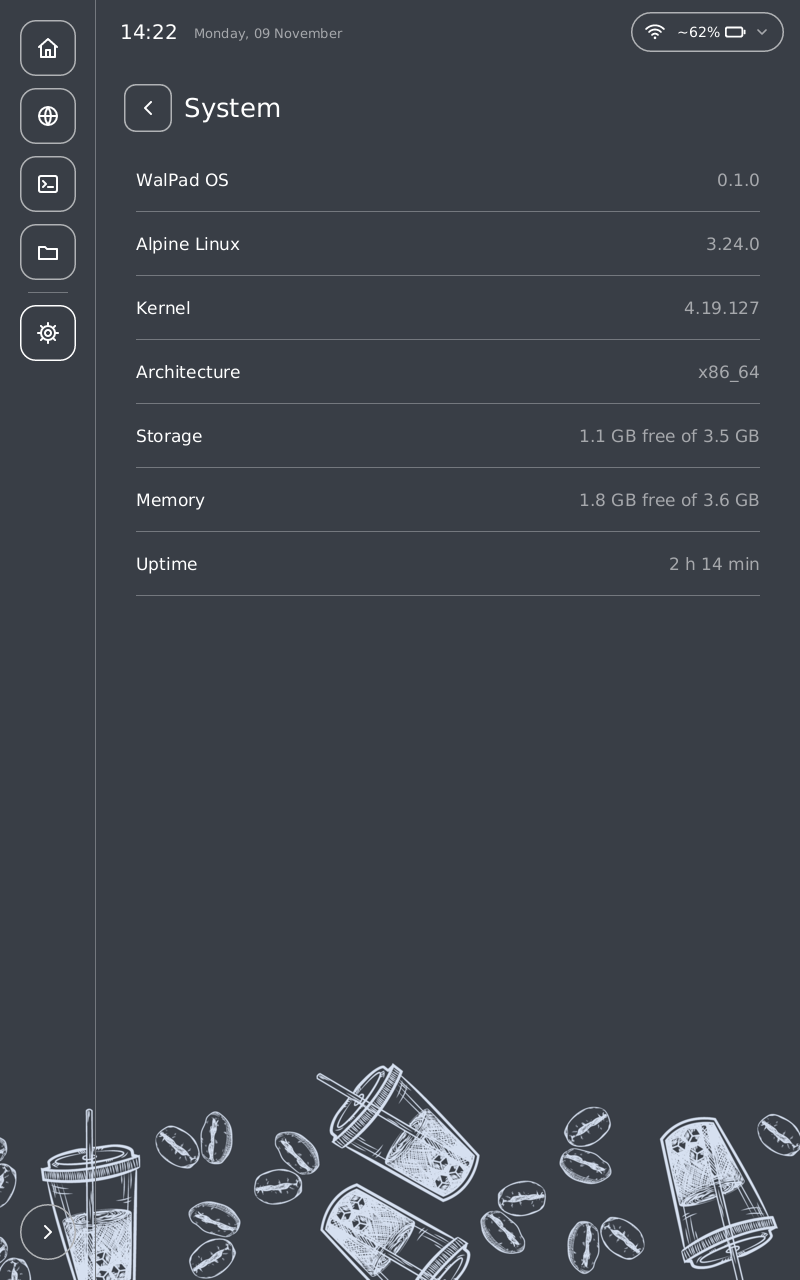 14:22 Monday, 09 November ~62%
System
WalPad OS 0.1.0
Alpine Linux 3.24.0
Kernel 4.19.127
Architecture x86_64
Storage 1.1 GB free of 3.5 GB
Memory 1.8 GB free of 3.6 GB
Uptime 2 h 14 min